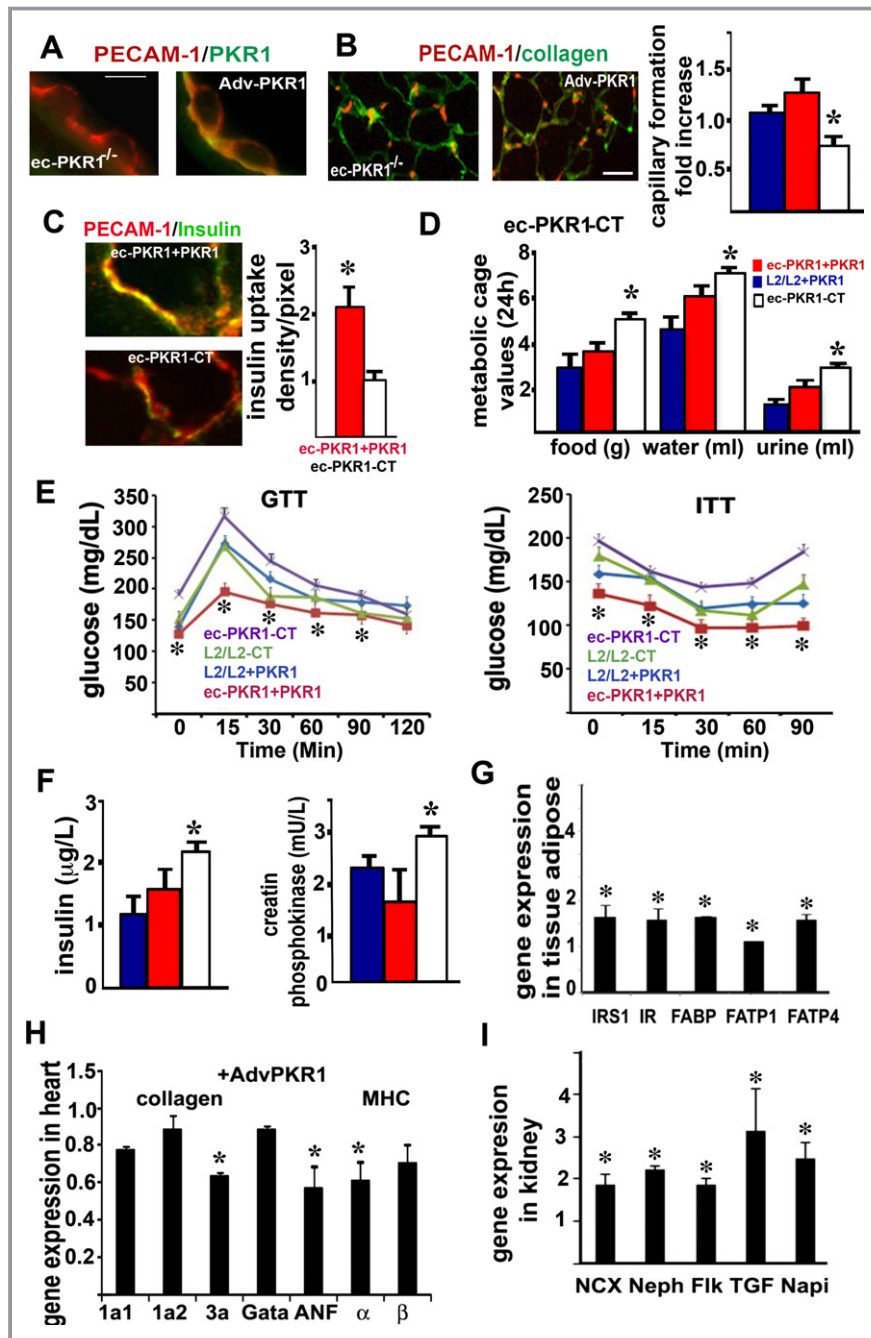 A
PECAM-1/PKR1
ec-PKR1-/-
Adv-PKR1
B
PECAM-1/collagen
ec-PKR1-/-
Adv-PKR1
capillary formation
fold increase
1.5
1.0
0.5
*
C
PECAM-1/Insulin
ec-PKR1+PKR1
ec-PKR1-CT
insulin uptake
density/pixel
3
2
1
*
ec-PKR1+PKR1
ec-PKR1-CT
D
ec-PKR1-CT
metabolic cage
values (24h)
8
6
4
2
* * *
food (g) water (ml) urine (ml)
ec-PKR1+PKR1
L2/L2+PKR1
ec-PKR1-CT
E
GTT
glucose (mg/dL)
350
300
250
200
150
100
50
* * * * *
ec-PKR1-CT
L2/L2-CT
L2/L2+PKR1
ec-PKR1+PKR1
0 15 30 60 90 120
Time (Min)
ITT
glucose (mg/dL)
250
200
150
100
50
* * * * *
ec-PKR1-CT
L2/L2-CT
L2/L2+PKR1
ec-PKR1+PKR1
0 15 30 60 90
Time (min)
F
insulin (µg/L)
3
2
1
0
*
creatin
phosphokinase (mU/L)
3
2
1
0
*
G
gene expression
in tissue adipose
4
2
1
0
* * * * *
IRS1 IR FABP FATP1 FATP4
H
+AdvPKR1
collagen MHC
gene expression in heart
1.5
1.0
0.8
0.6
0.4
* * *
1a1 1a2 3a Gata ANF α β
I
gene expresion
in kidney
4
3
2
1
* * * * *
NCX Neph Flk TGF Napi